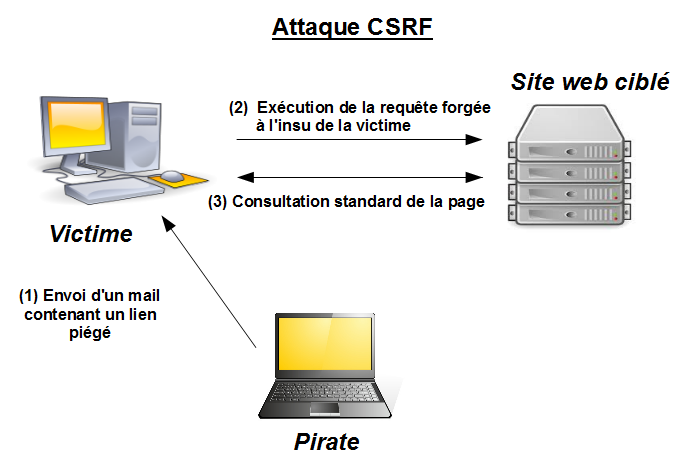 Attaque CSRF
Site web ciblé
(2) Exécution de la requête forgée
à l'insu de la victime
(3) Consultation standard de la page
Victime
(1) Envoi d'un mail
contenant un lien
piégé
Pirate